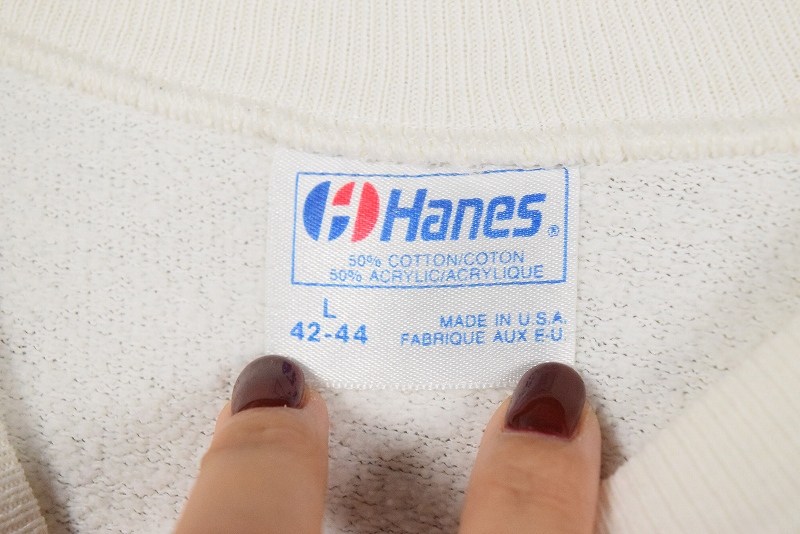 Hanes®
50% COTTON/COTON
50% ACRYLIC/ACRYLIQUE
L
42-44
MADE IN U.S.A.
FABRIQUE AUX E-U.